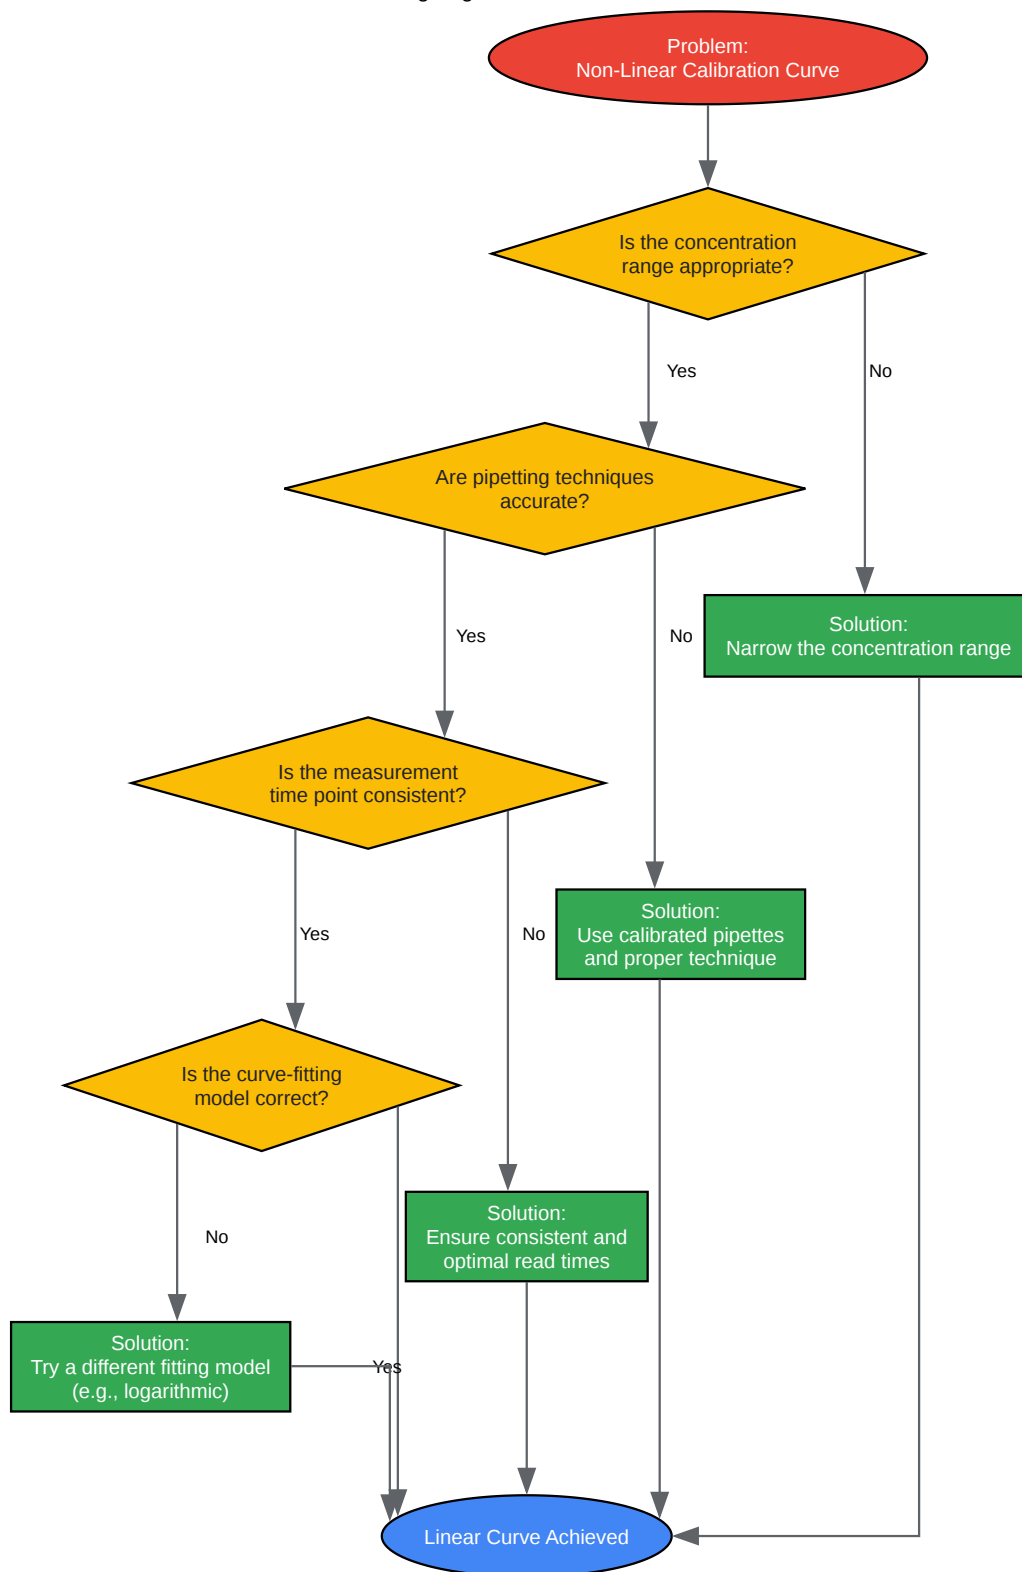 Problem:
Non-Linear Calibration Curve
Is the concentration
range appropriate?
Yes
No
Are pipetting techniques
accurate?
Yes
No
Solution:
Narrow the concentration range
Is the measurement
time point consistent?
Yes
No
Solution:
Use calibrated pipettes
and proper technique
Is the curve-fitting
model correct?
No
Solution:
Ensure consistent and
optimal read times
Solution:
Try a different fitting model
(e.g., logarithmic)
Yes
Linear Curve Achieved